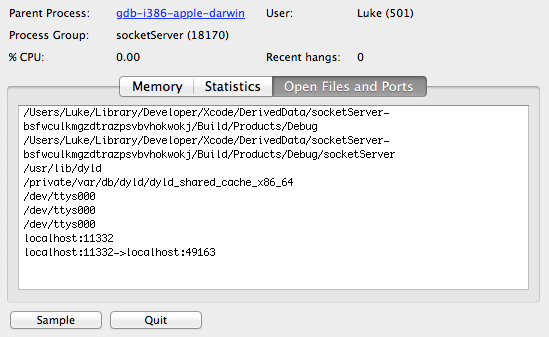 Parent Process: gdb-i386-apple-darwin User: Luke (501)
Process Group: socketServer (18170)
% CPU: 0.00 Recent hangs: 0
Memory Statistics Open Files and Ports
/Users/Luke/Library/Developer/Xcode/DerivedData/socketServer-
bsfwculkmgzdtrazpsvbvhokwokj/Build/Products/Debug
/Users/Luke/Library/Developer/Xcode/DerivedData/socketServer-
bsfwculkmgzdtrazpsvbvhokwokj/Build/Products/Debug/socketServer
/usr/lib/dyld
/private/var/db/dyld/dyld_shared_cache_x86_64
/dev/ttys000
/dev/ttys000
/dev/ttys000
localhost:11332
localhost:11332->localhost:49163
Sample Quit